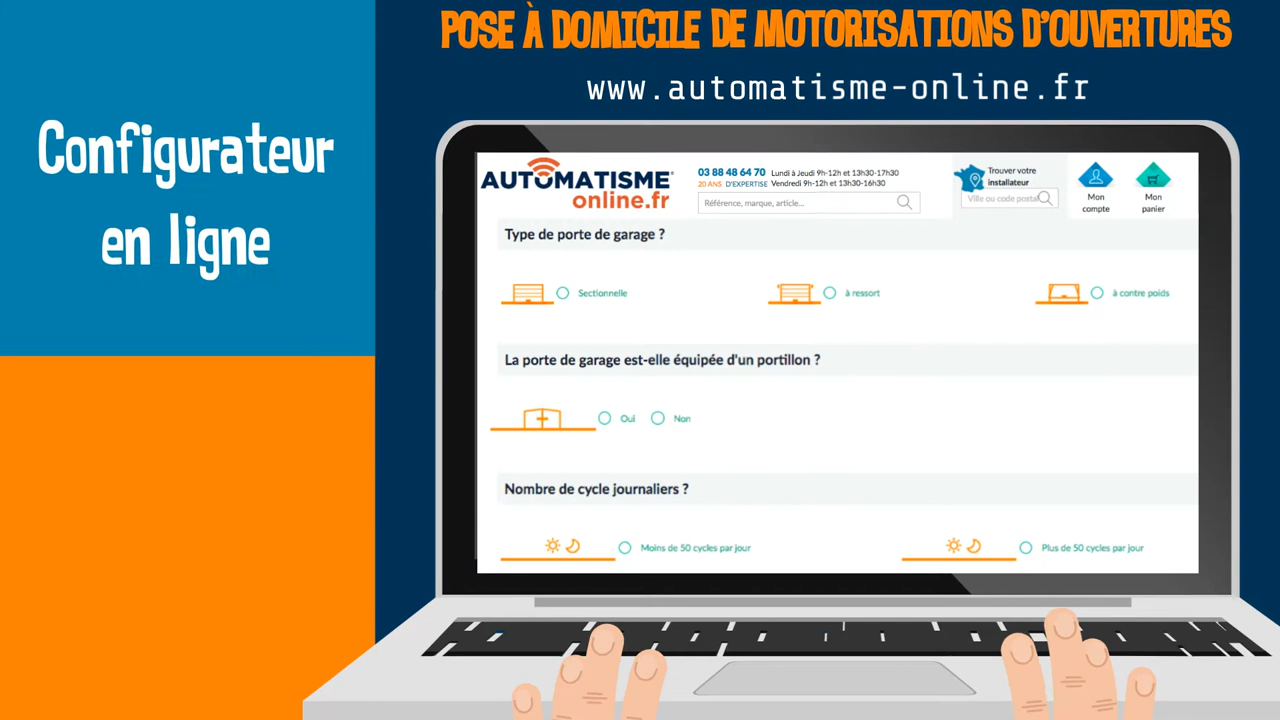 POSE À DOMICILE DE MOTORISATIONS D'OUVERTURES
www.automatisme-online.fr
Configurateur
en ligne
AUTOMATISME
online.fr
03 88 48 64 70 Lundi à Jeudi 9h-12h et 13h30-17h30
20 ANS D'EXPERTISE Vendredi 9h-12h et 13h30-16h30
Référence, marque, article...
Trouver votre
installateur
Ville ou code postal
Mon
compte
Mon
panier
Type de porte de garage ?
Sectionnelle
à ressort
à contre poids
La porte de garage est-elle équipée d'un portillon ?
Oui Non
Nombre de cycle journaliers ?
Moins de 50 cycles par jour
Plus de 50 cycles par jour